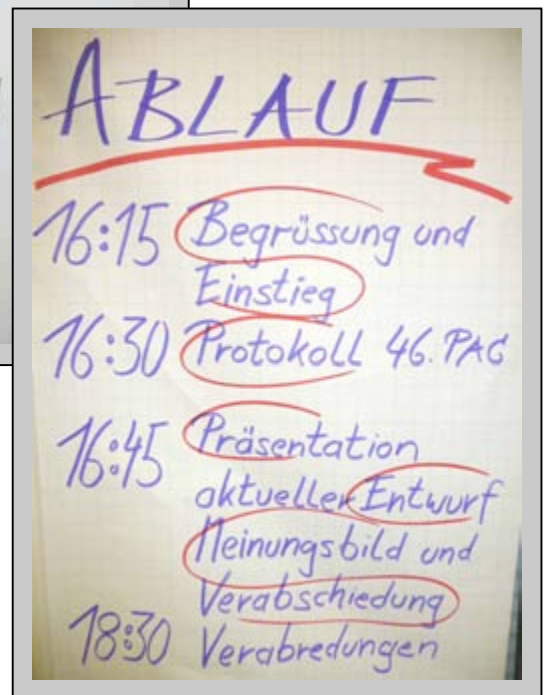 ABLAUF
16:15 Begrüssung und
Einstieg
16:30 Protokoll 46. PAG
16:45 Präsentation
aktueller Entwurf
Meinungsbild und
Verabschiedung
18:30 Verabredungen